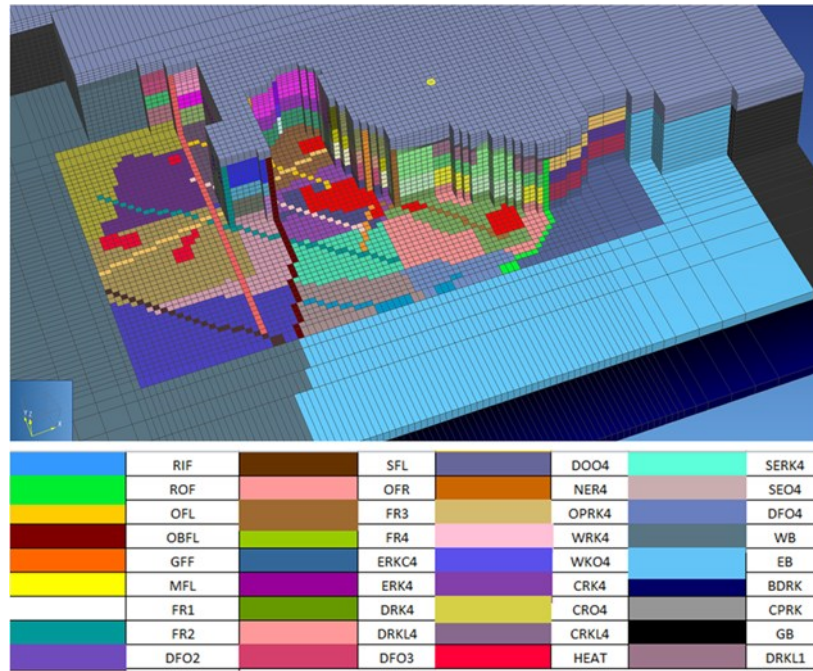 RIF SFL DOO4 SERK4
ROF OFR NER4 SEO4
OFL FR3 OPRK4 DFO4
OBFL FR4 WRK4 WB
GFF ERKC4 WKO4 EB
MFL ERK4 CRK4 BDRK
FR1 DRK4 CRO4 CPRK
FR2 DRKL4 CRKL4 GB
DFO2 DFO3 HEAT DRKL1